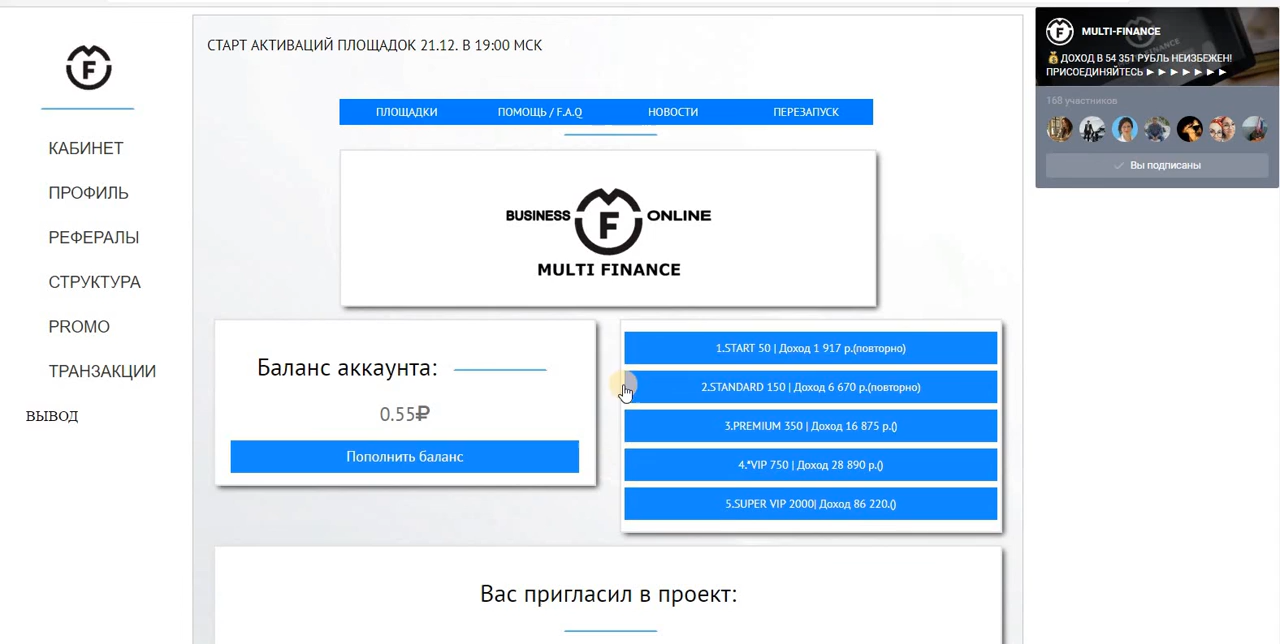 СТАРТ АКТИВАЦИЙ ПЛОЩАДОК 21.12. В 19:00 МСК
F
КАБИНЕТ
ПРОФИЛЬ
РЕФЕРАЛЫ
СТРУКТУРА
PROMO
ТРАНЗАКЦИИ
ВЫВОД
ПЛОЩАДКИ ПОМОЩЬ / F.A.Q НОВОСТИ ПЕРЕЗАПУСК
BUSINESS F ONLINE
MULTI FINANCE
Баланс аккаунта:
0.55₽
Пополнить баланс
1.START 50 | Доход 1 917 р.(повторно)
2.STANDARD 150 | Доход 6 670 р.(повторно)
3.PREMIUM 350 | Доход 16 875 р.()
4.*VIP 750 | Доход 28 890 р.()
5.SUPER VIP 2000| Доход 86 220.()
Вас пригласил в проект:
F MULTI-FINANCE
💰ДОХОД В 54 351 РУБЛЬ НЕИЗБЕЖЕН!
ПРИСОЕДИНЯЙТЕСЬ ►►►►►►►
168 участников
Вы подписаны